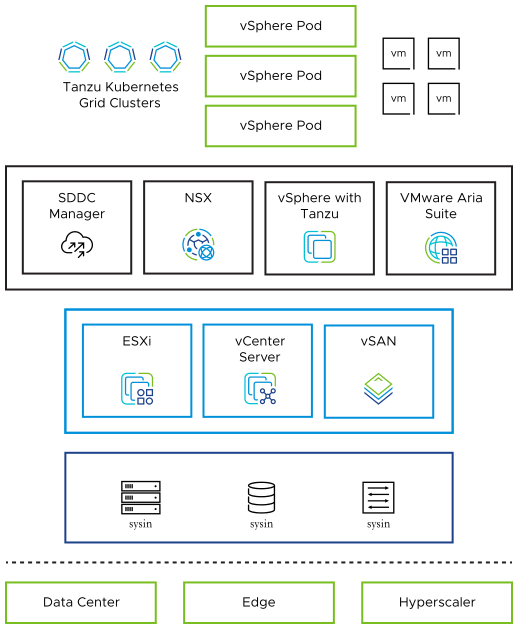 vSphere Pod
vSphere Pod
vSphere Pod
Tanzu Kubernetes
Grid Clusters
vm vm
vm vm
SDDC
Manager
NSX
vSphere with
Tanzu
VMware Aria
Suite
ESXi
vCenter
Server
vSAN
sysin sysin sysin
Data Center Edge Hyperscaler